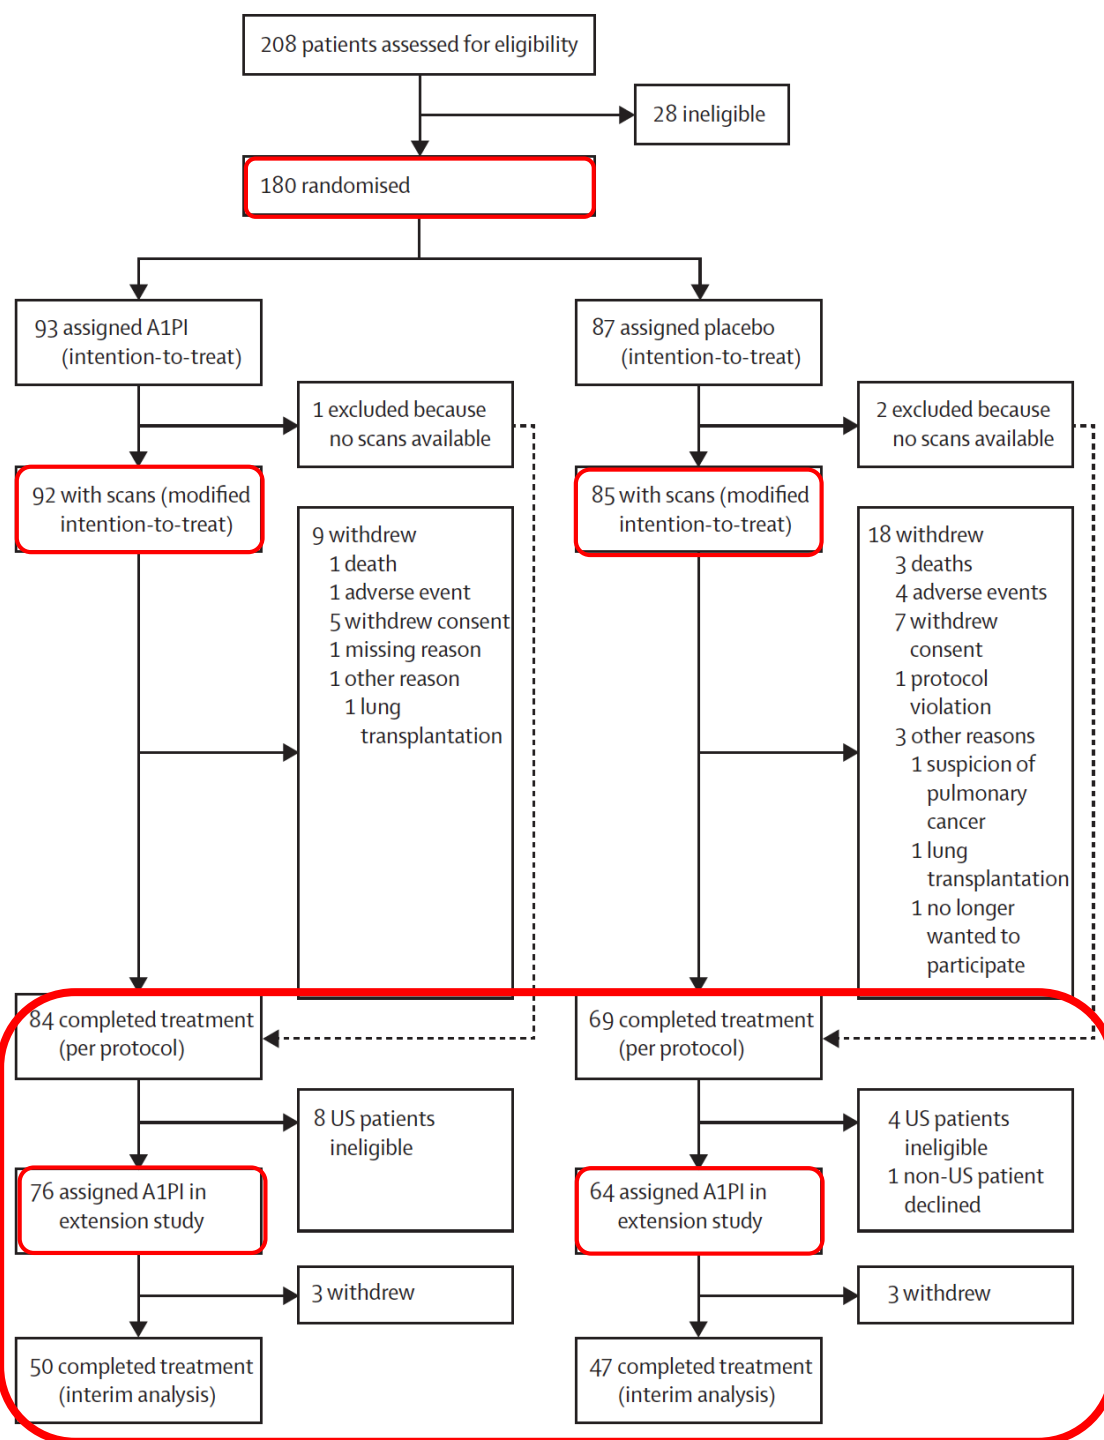 208 patients assessed for eligibility
28 ineligible
180 randomised
93 assigned A1PI
(intention-to-treat)
87 assigned placebo
(intention-to-treat)
1 excluded because
no scans available
2 excluded because
no scans available
92 with scans (modified
intention-to-treat)
85 with scans (modified
intention-to-treat)
9 withdrew
1 death
1 adverse event
5 withdrew consent
1 missing reason
1 other reason
1 lung
transplantation
18 withdrew
3 deaths
4 adverse events
7 withdrew
consent
1 protocol
violation
3 other reasons
1 suspicion of
pulmonary
cancer
1 lung
transplantation
1 no longer
wanted to
participate
84 completed treatment
(per protocol)
69 completed treatment
(per protocol)
8 US patients
ineligible
4 US patients
ineligible
1 non-US patient
declined
76 assigned A1PI in
extension study
64 assigned A1PI in
extension study
3 withdrew
3 withdrew
50 completed treatment
(interim analysis)
47 completed treatment
(interim analysis)